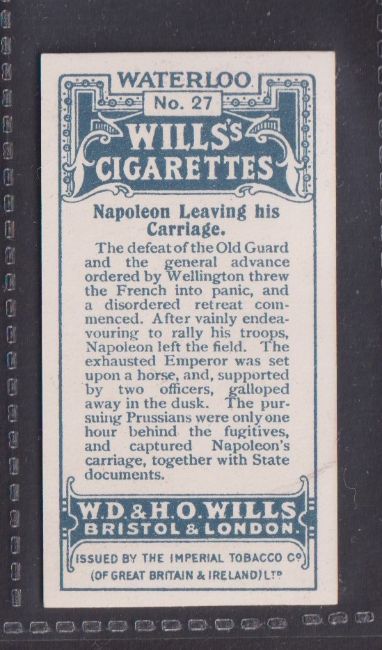 WATERLOO
No. 27
WILLS'S
CIGARETTES
Napoleon Leaving his
Carriage.
The defeat of the Old Guard
and the general advance
ordered by Wellington threw
the French into panic, and
a disordered retreat com-
menced. After vainly endea-
vouring to rally his troops,
Napoleon left the field. The
exhausted Emperor was set
upon a horse, and, supported
by two officers, galloped
away in the dusk. The pur-
suing Prussians were only one
hour behind the fugitives,
and captured Napoleon's
carriage, together with State
documents.
W.D. & H.O. WILLS
BRISTOL & LONDON.
ISSUED BY THE IMPERIAL TOBACCO Co
(OF GREAT BRITAIN & IRELAND) LTD